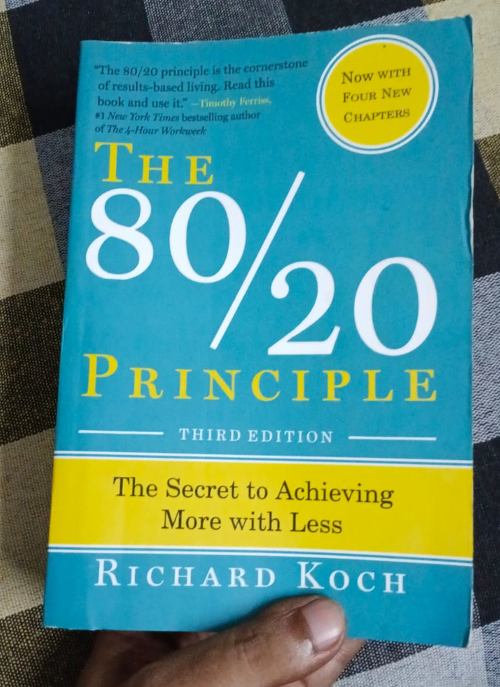 "The 80/20 principle is the cornerstone
of results-based living. Read this
book and use it." —Timothy Ferriss,
#1 New York Times bestselling author
of The 4-Hour Workweek
Now with
Four New
Chapters
The
80/20
Principle
THIRD EDITION
The Secret to Achieving
More with Less
Richard Koch